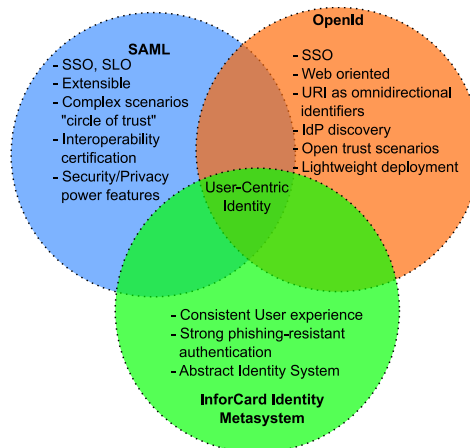 SAML
- SSO, SLO
- Extensible
- Complex scenarios
"circle of trust"
- Interoperability
certification
- Security/Privacy
power features
OpenId
- SSO
- Web oriented
- URI as omnidirectional
identifiers
- IdP discovery
- Open trust scenarios
- Lightweight deployment
User-Centric
Identity
- Consistent User experience
- Strong phishing-resistant
authentication
- Abstract Identity System
InforCard Identity
Metasystem